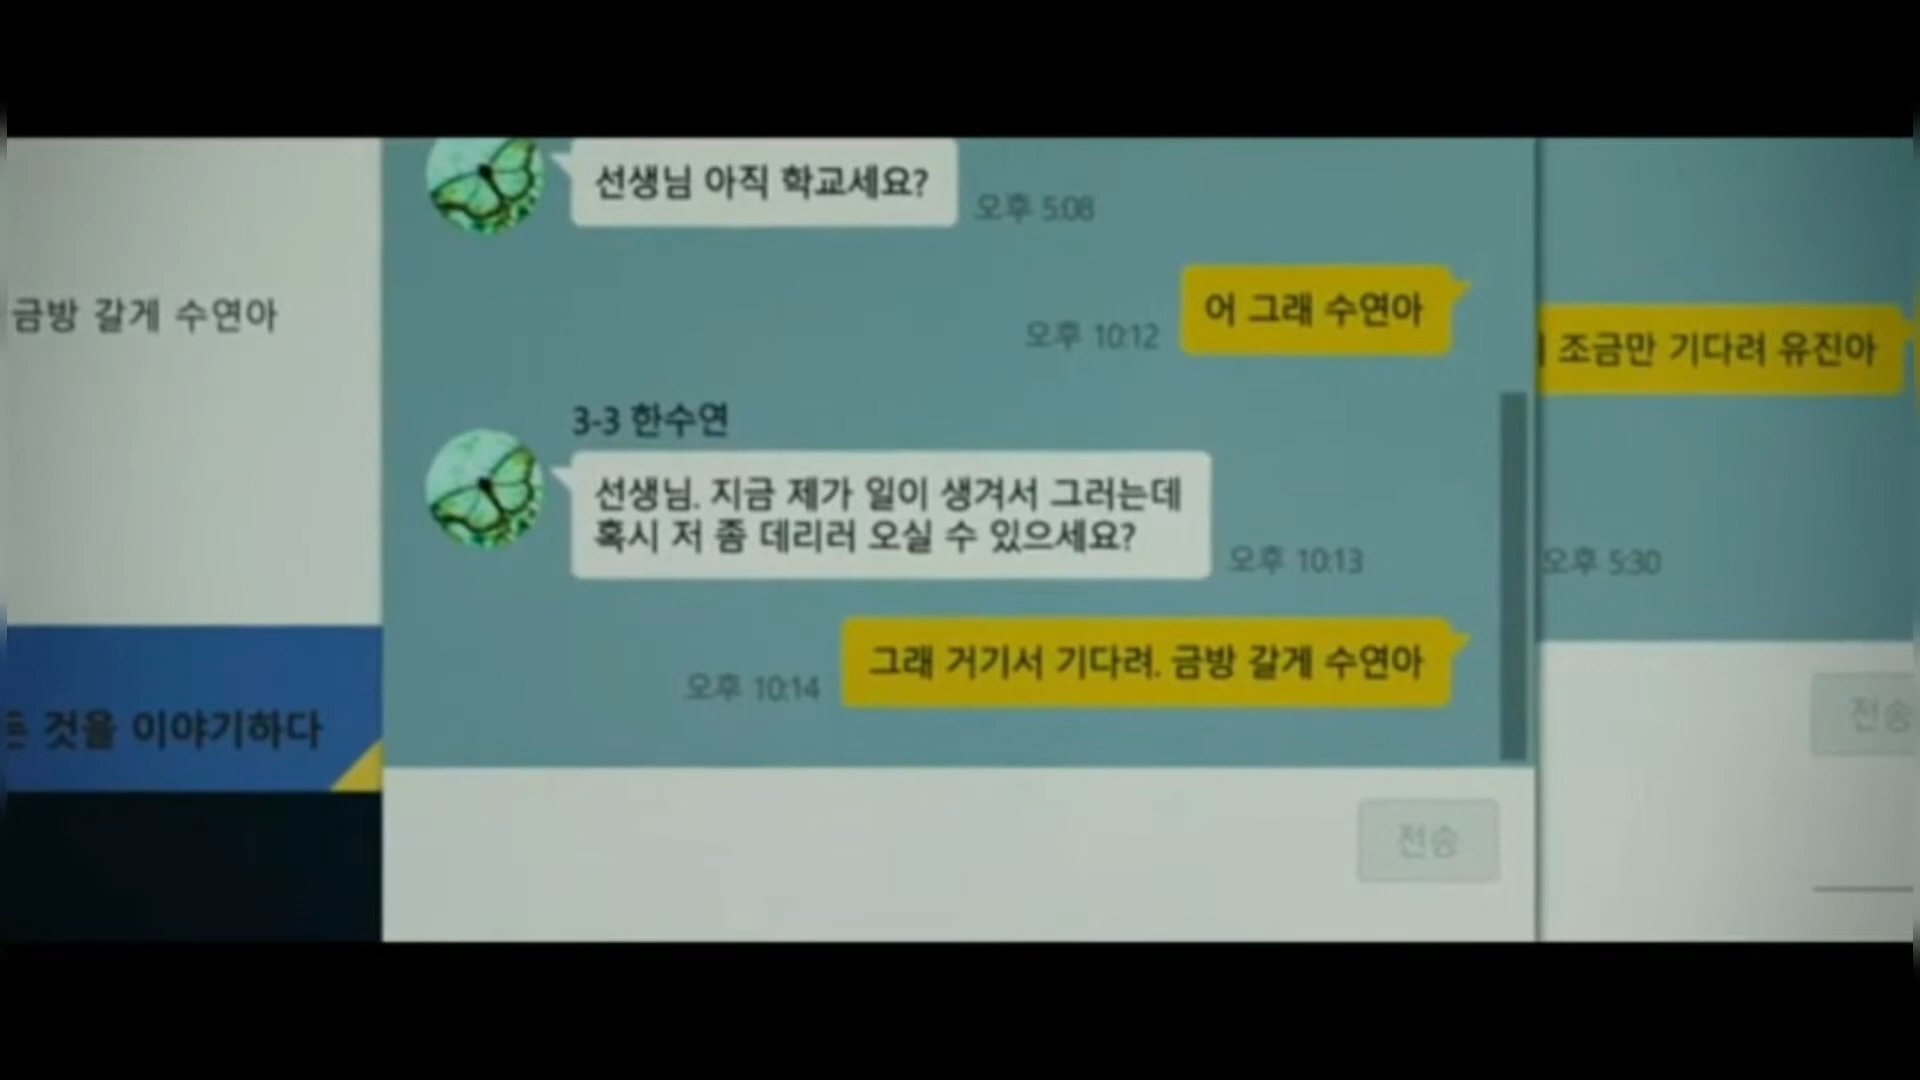 선생님 아직 학교세요?
오후 5:08
어 그래 수연아
오후 10:12
3-3 한수연
선생님. 지금 제가 일이 생겨서 그러는데
혹시 저 좀 데리러 오실 수 있으세요?
오후 10:13
그래 거기서 기다려. 금방 갈게 수연아
오후 10:14
전송
금방 갈게 수연아
것을 이야기하다
조금만 기다려 유진아
오후 5:30
전송